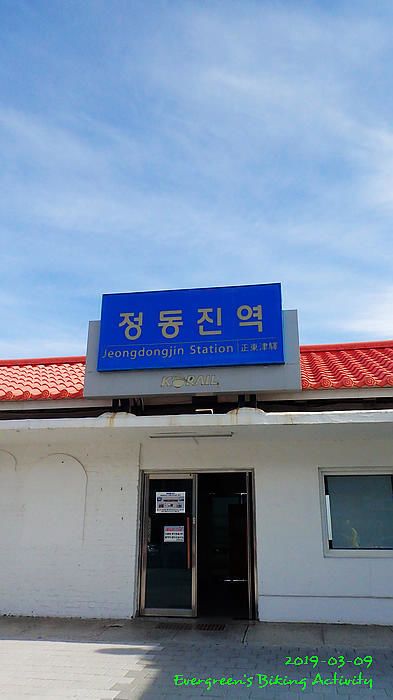 정동진역
Jeongdongjin Station 正東津驛
KORAIL
2019-03-09
Evergreen's Biking Activity